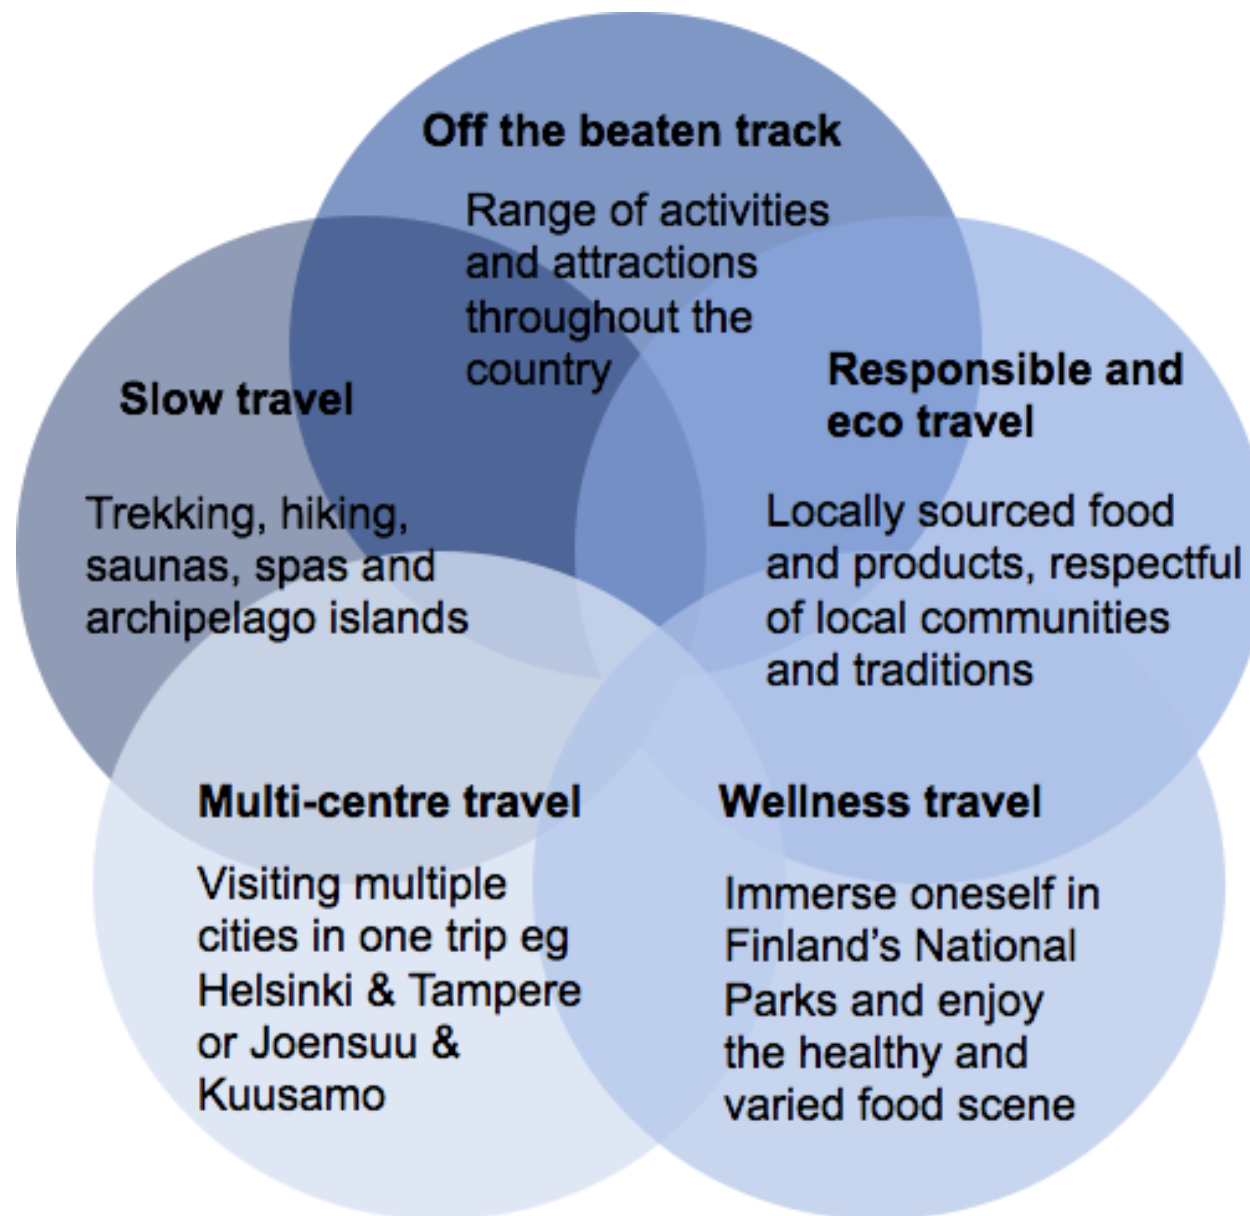 Off the beaten track
Range of activities
and attractions
throughout the
country
Slow travel
Trekking, hiking,
saunas, spas and
archipelago islands
Responsible and
eco travel
Locally sourced food
and products, respectful
of local communities
and traditions
Multi-centre travel
Visiting multiple
cities in one trip eg
Helsinki & Tampere
or Joensuu &
Kuusamo
Wellness travel
Immerse oneself in
Finland’s National
Parks and enjoy
the healthy and
varied food scene